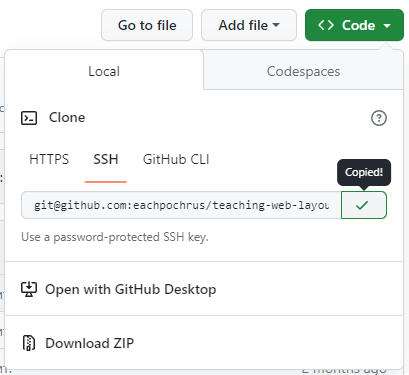 Go to file Add file Code
Local Codespaces
Clone
HTTPS SSH GitHub CLI
Copied!
git@github.com:eachpochrus/teaching-web-layou
Use a password-protected SSH key.
Open with GitHub Desktop
Download ZIP
2 months ago